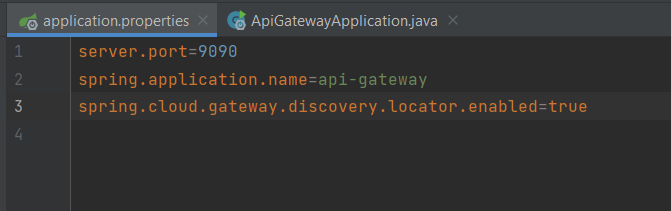 application.properties ApiGatewayApplication.java
1 server.port=9090
2 spring.application.name=api-gateway
3 spring.cloud.gateway.discovery.locator.enabled=true
4